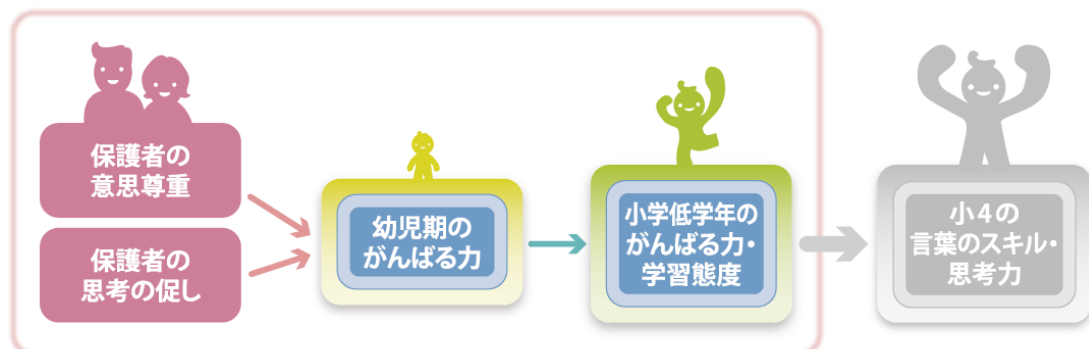 保護者の
意思尊重
保護者の
思考の促し
幼児期の
がんばる力
小学低学年の
がんばる力・
学習態度
小4の
言葉のスキル・
思考力